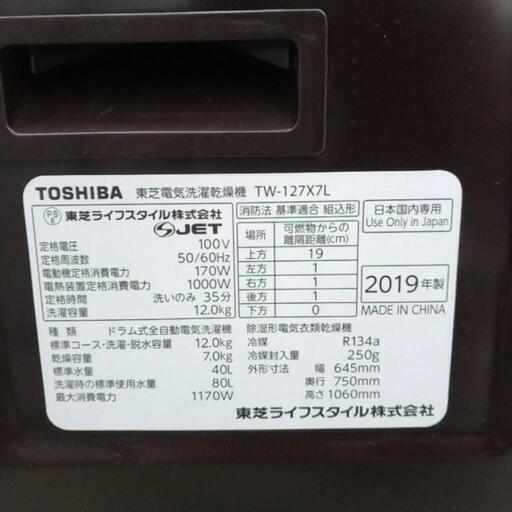 TOSHIBA 東芝電気洗濯乾燥機 TW-127X7L
PS
E
東芝ライフスタイル株式会社
JET
定格電圧 100V
定格周波数 50/60Hz
電動機定格消費電力 170W
電熱装置定格消費電力 1000W
定格時間 洗いのみ 35分
洗濯容量 12.0kg
消防法 基準適合 組込形
場所 可燃物からの離隔距離(cm)
上方 19
左方 1
右方 1
後方 1
下方 0
日本国内専用
Use Only in Japan
2019年製
MADE IN CHINA
種類 ドラム式全自動電気洗濯機
標準コース・洗濯・脱水容量 12.0kg
乾燥容量 7.0kg
標準水量 40L
洗濯時の標準使用水量 80L
最大消費電力 1170W
除湿形電気衣類乾燥機
冷媒 R134a
冷媒封入量 250g
外形寸法 幅 645mm
奥行 750mm
高さ 1060mm
東芝ライフスタイル株式会社